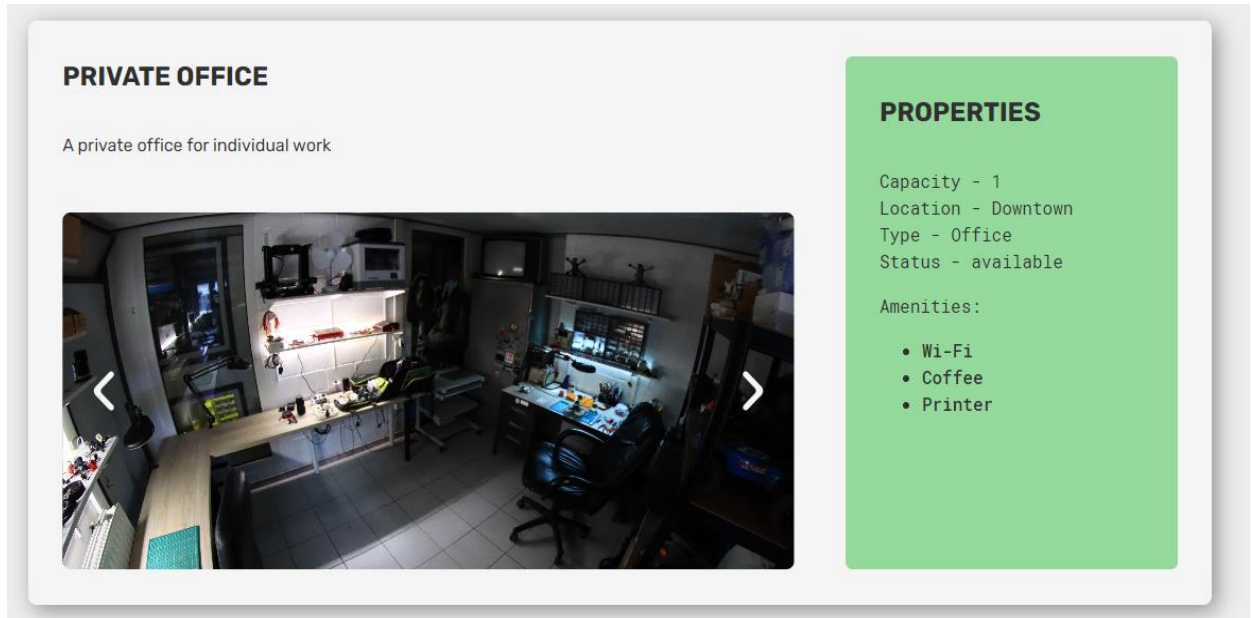 PRIVATE OFFICE
A private office for individual work
PROPERTIES
Capacity - 1
Location - Downtown
Type - Office
Status - available
Amenities:
Wi-Fi
Coffee
Printer